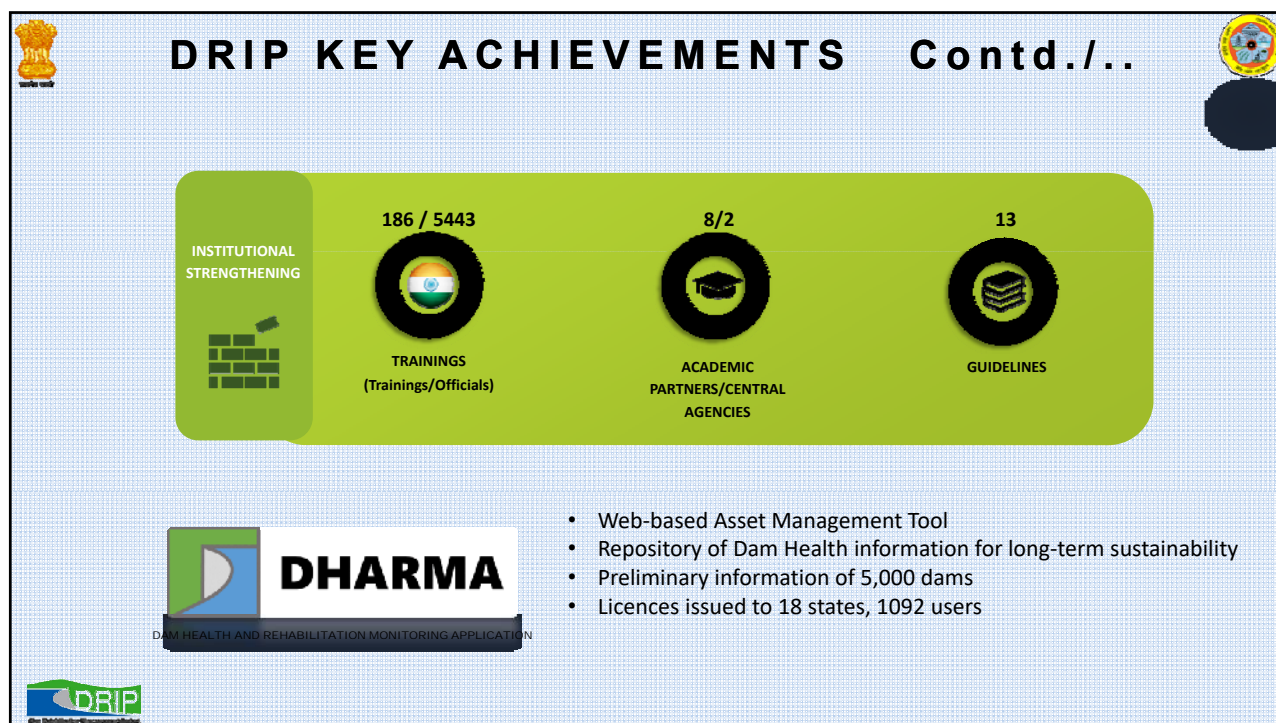 DRIP KEY ACHIEVEMENTS Contd./..
INSTITUTIONAL
STRENGTHENING
186 / 5443
TRAININGS
(Trainings/Officials)
8/2
ACADEMIC
PARTNERS/CENTRAL
AGENCIES
13
GUIDELINES
DHARMA
DAM HEALTH AND REHABILITATION MONITORING APPLICATION
• Web-based Asset Management Tool
• Repository of Dam Health information for long-term sustainability
• Preliminary information of 5,000 dams
• Licences issued to 18 states, 1092 users
DRIP